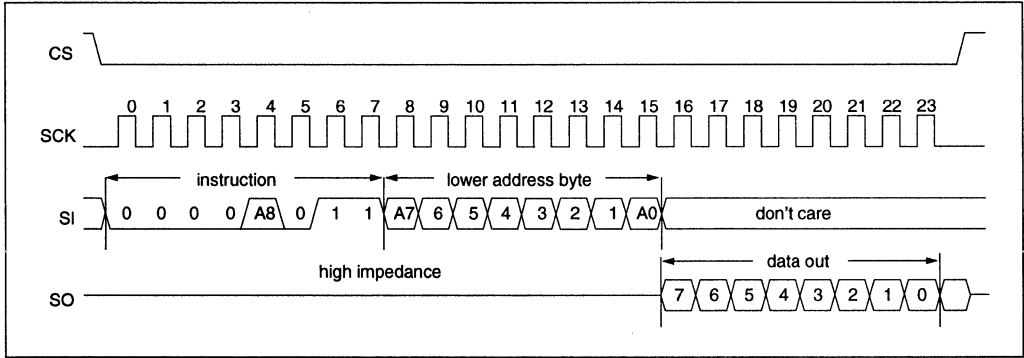 CS
0 1 2 3 4 5 6 7 8 9 10 11 12 13 14 15 16 17 18 19 20 21 22 23
SCK
instruction lower address byte
SI 0 0 0 0 A8 0 1 1 A7 6 5 4 3 2 1 A0 don't care
high impedance data out
SO 7 6 5 4 3 2 1 0